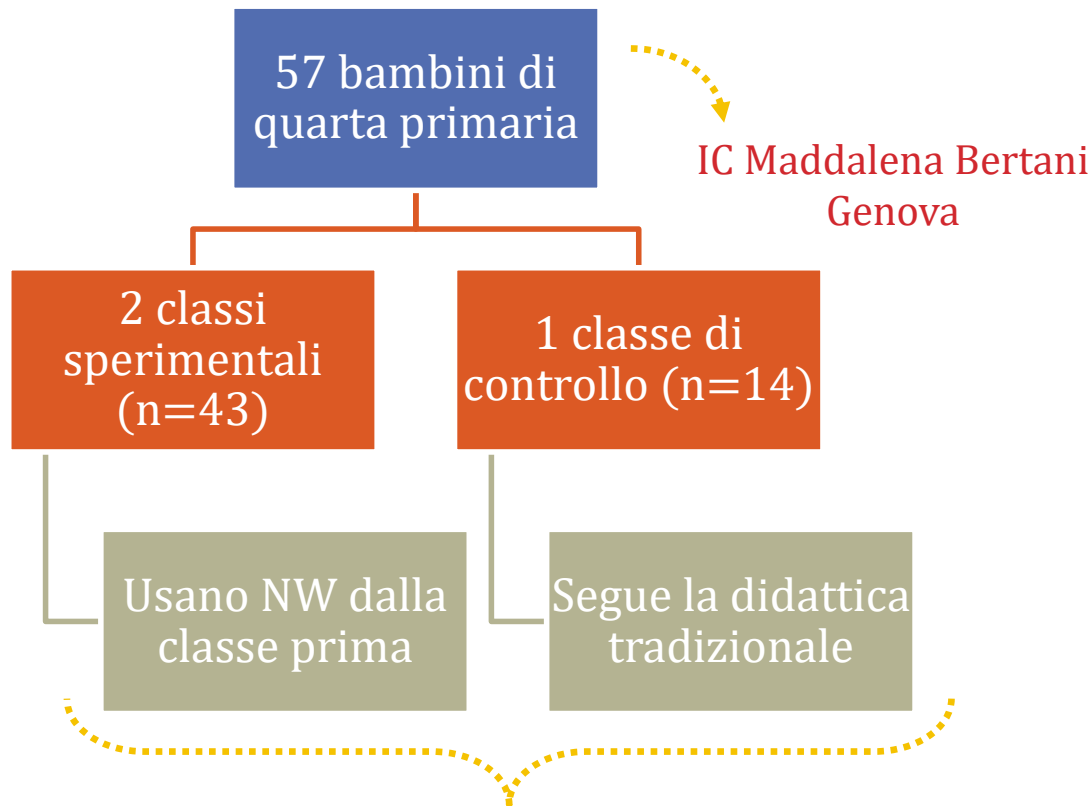 57 bambini di
quarta primaria
IC Maddalena Bertani
Genova
2 classi
sperimentali
(n=43)
1 classe di
controllo (n=14)
Usano NW dalla
classe prima
Segue la didattica
tradizionale